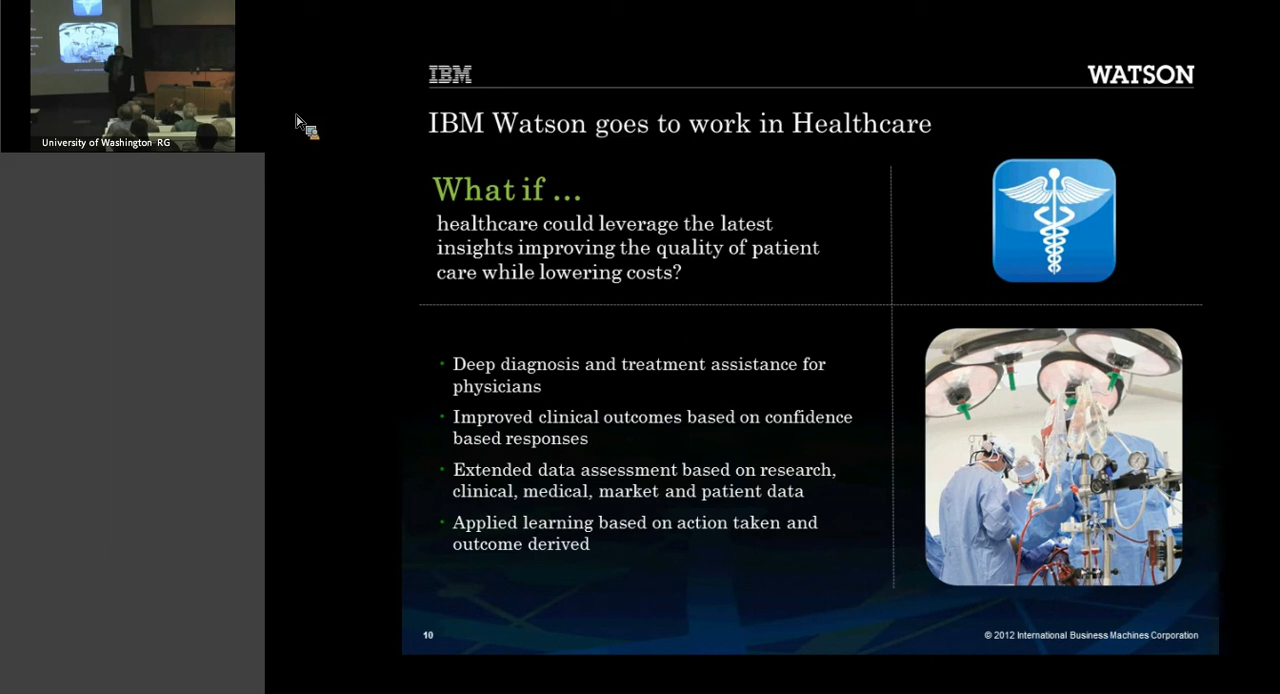 University of Washington RG
IBM
WATSON
IBM Watson goes to work in Healthcare
What if ...
healthcare could leverage the latest
insights improving the quality of patient
care while lowering costs?
• Deep diagnosis and treatment assistance for
physicians
• Improved clinical outcomes based on confidence
based responses
• Extended data assessment based on research,
clinical, medical, market and patient data
• Applied learning based on action taken and
outcome derived
10
© 2012 International Business Machines Corporation